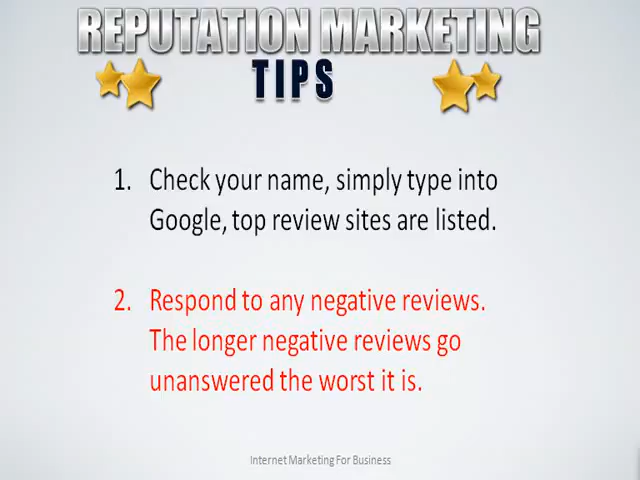 REPUTATION MARKETING
TIPS
1. Check your name, simply type into
Google, top review sites are listed.
2. Respond to any negative reviews.
The longer negative reviews go
unanswered the worst it is.
Internet Marketing For Business